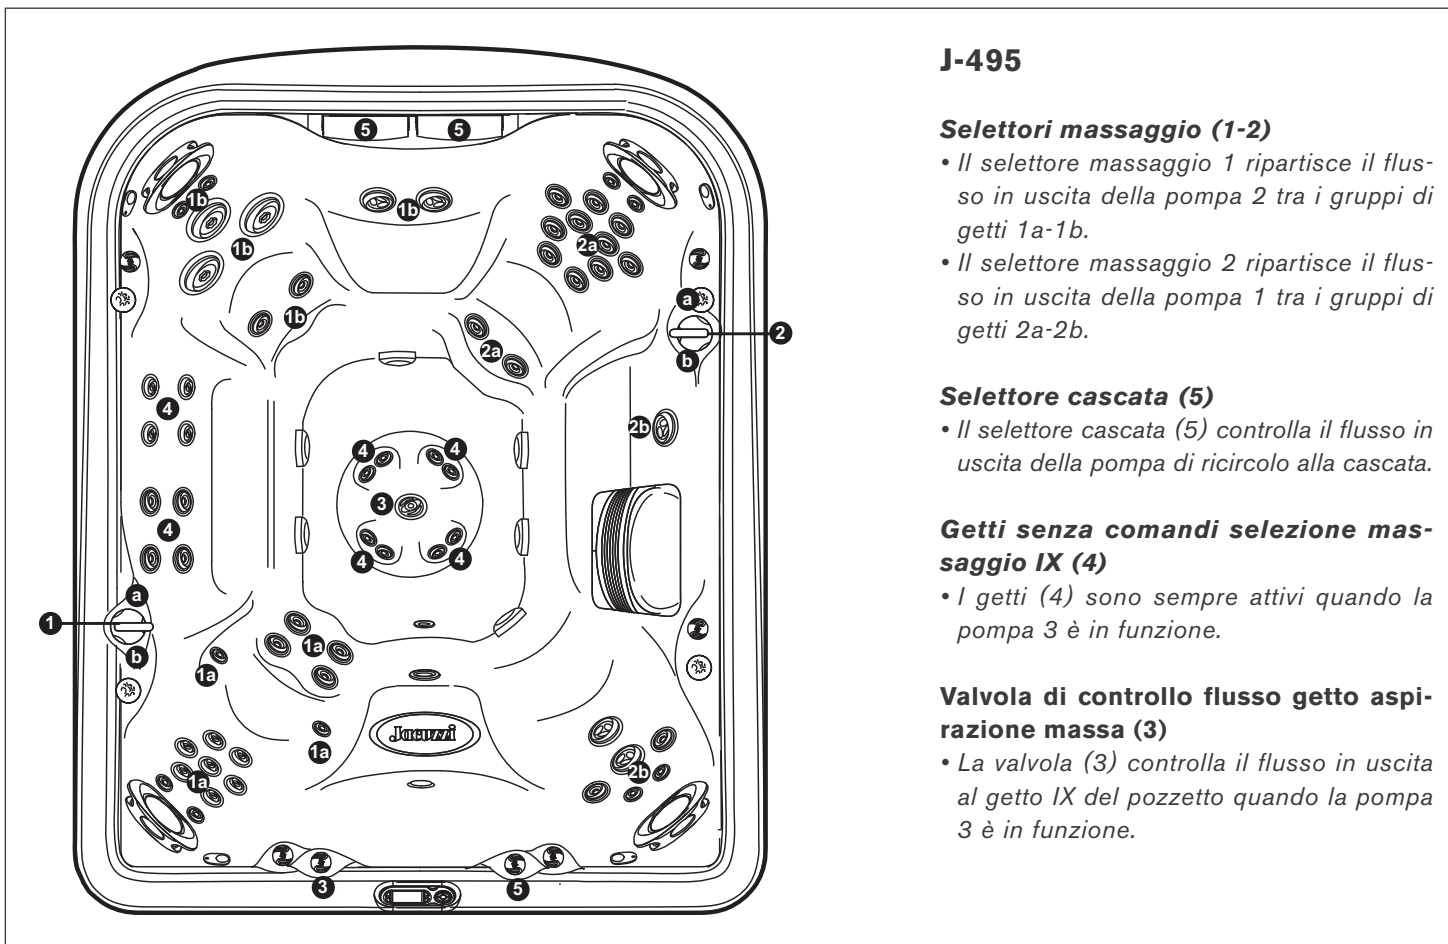 J-495
Selettori massaggio (1-2)
• Il selettore massaggio 1 ripartisce il flus-
so in uscita della pompa 2 tra i gruppi di
getti 1a-1b.
• Il selettore massaggio 2 ripartisce il flus-
so in uscita della pompa 1 tra i gruppi di
getti 2a-2b.
Selettore cascata (5)
• Il selettore cascata (5) controlla il flusso in
uscita della pompa di ricircolo alla cascata.
Getti senza comandi selezione mas-
saggio IX (4)
• I getti (4) sono sempre attivi quando la
pompa 3 è in funzione.
Valvola di controllo flusso getto aspi-
razione massa (3)
• La valvola (3) controlla il flusso in uscita
al getto IX del pozzetto quando la pompa
3 è in funzione.
5
5
1b
1b
1b
2a
1b
a
2
1b
2a
b
4
2b
4
4
3
4
4
4
a
1
b
1a
1a
1a
Jacuzzi
1a
2b
3
5